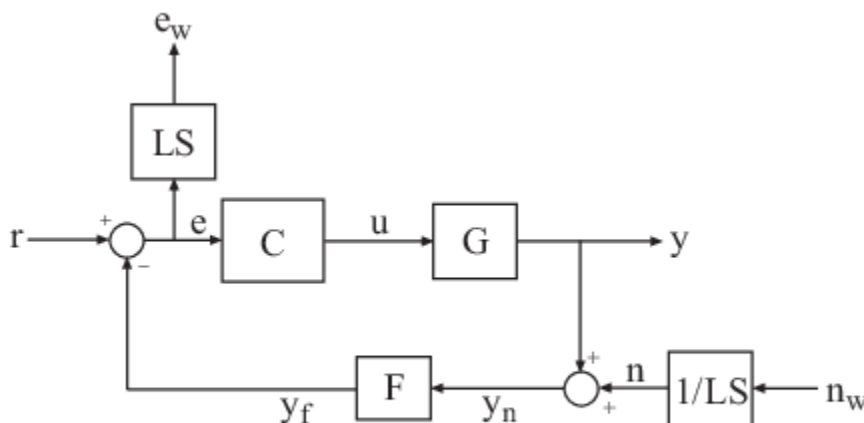 e_w
LS
r
+
−
e
C
u
G
y
+
+
y_f
F
y_n
n
1/LS
n_w